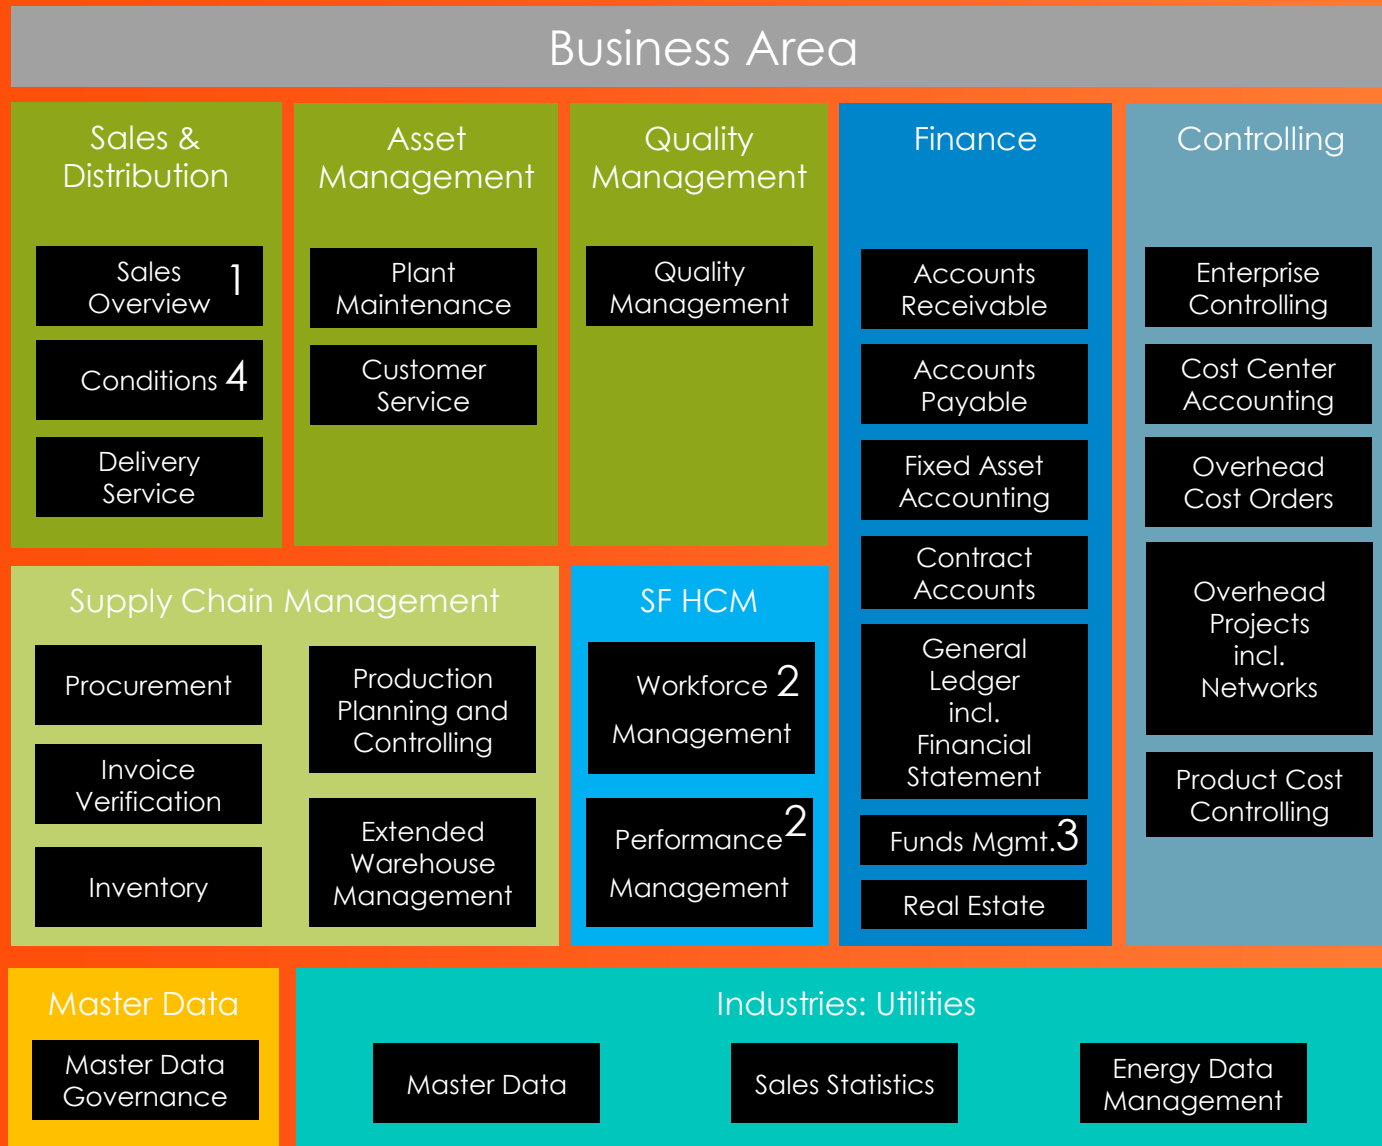 Business Area
Sales &
Distribution
Sales 1
Overview
Conditions 4
Delivery
Service
Asset
Management
Plant
Maintenance
Customer
Service
Quality
Management
Quality
Management
Finance
Accounts
Receivable
Accounts
Payable
Fixed Asset
Accounting
Contract
Accounts
General
Ledger
incl.
Financial
Statement
Funds Mgmt. 3
Real Estate
Controlling
Enterprise
Controlling
Cost Center
Accounting
Overhead
Cost Orders
Overhead
Projects
incl.
Networks
Product Cost
Controlling
Supply Chain Management
Procurement
Invoice
Verification
Inventory
Production
Planning and
Controlling
Extended
Warehouse
Management
SF HCM
Workforce 2
Management
Performance 2
Management
Master Data
Master Data
Governance
Industries: Utilities
Master Data
Sales Statistics
Energy Data
Management